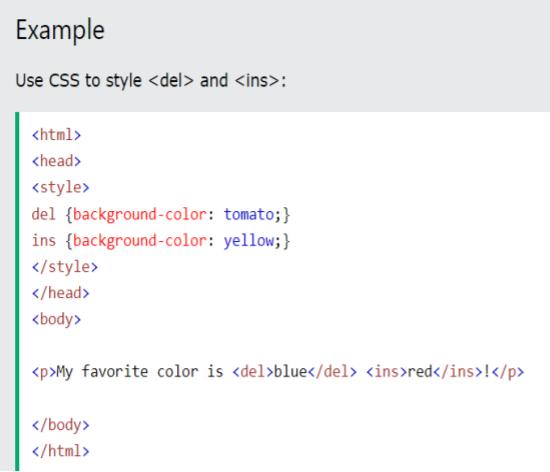 Example
Use CSS to style <del> and <ins>:
<html>
<head>
<style>
del {background-color: tomato;}
ins {background-color: yellow;}
</style>
</head>
<body>
<p>My favorite color is <del>blue</del> <ins>red</ins>!</p>
</body>
</html>